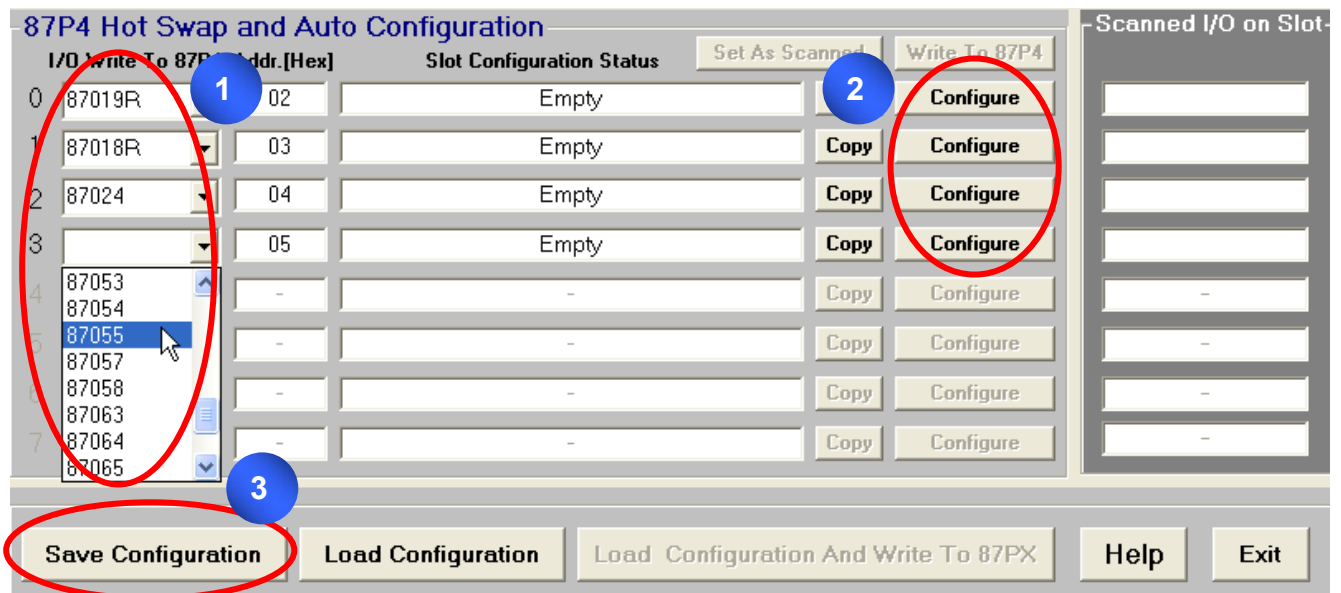 87P4 Hot Swap and Auto Configuration
Scanned I/O on Slot
I/O Write To 87P Addr.[Hex] Slot Configuration Status Set As Scanned Write To 87P4
1
2
0 87019R 02 Empty Configure
1 87018R 03 Empty Copy Configure
2 87024 04 Empty Copy Configure
3 05 Empty Copy Configure
4 - - Copy Configure -
5 - - Copy Configure -
6 - - Copy Configure -
7 - - Copy Configure -
87053
87054
87055
87057
87058
87063
87064
87065
3
Save Configuration Load Configuration Load Configuration And Write To 87PX Help Exit